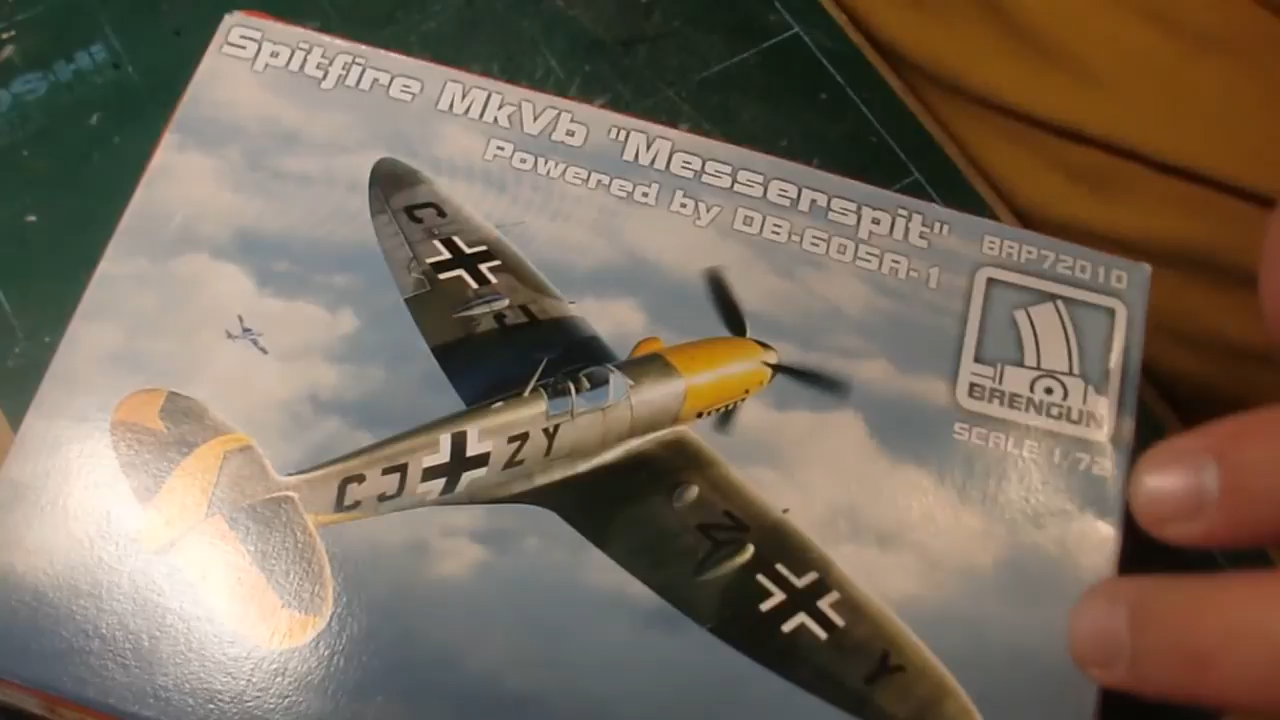 Spitfire MkVb "Messerspit"
Powered by DB-605A-1
BRP72010
BRENGUN
SCALE 1/72
C
CJ ZY
Z
Y